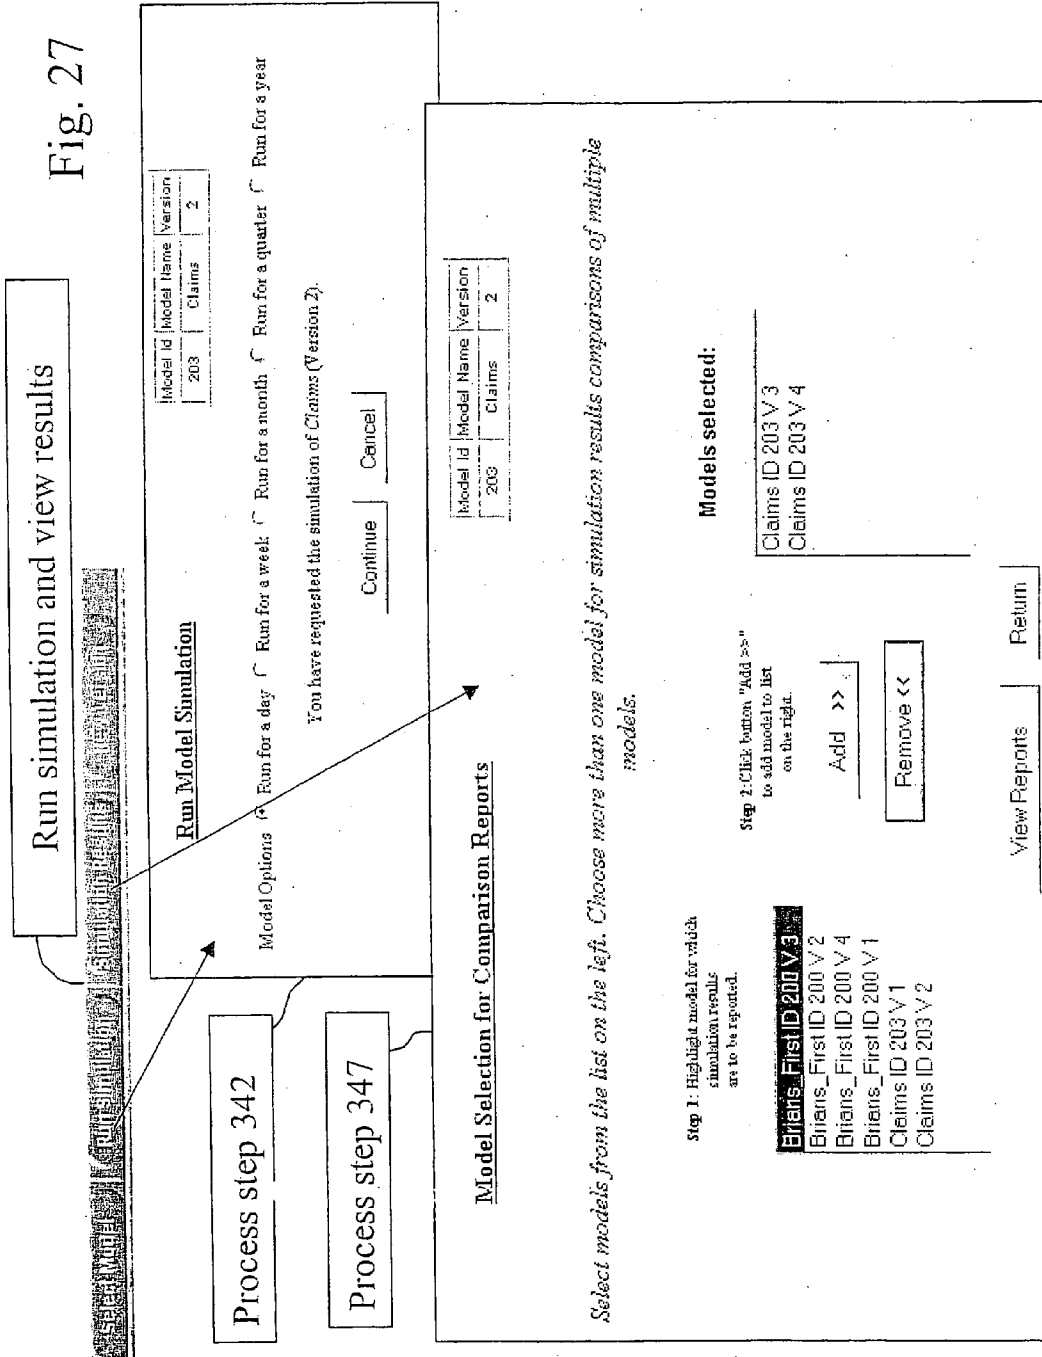 Fig. 27
Run simulation and view results
Select Model
Run Simulation
Run Model Simulation
Model Id Model Name Version
203 Claims 2
Model Options Run for a day Run for a week Run for a month Run for a quarter Run for a year
You have requested the simulation of Claims (Version 2).
Continue Cancel
Process step 342
Process step 347
Model Selection for Comparison Reports
Model Id Model Name Version
203 Claims 2
Select models from the list on the left. Choose more than one model for simulation results comparisons of multiple
models.
Step 1: Highlight model for which
simulation results
are to be reported.
Brians_First ID 200 V 3
Brians_First ID 200 V 2
Brians_First ID 200 V 4
Brians_First ID 200 V 1
Claims ID 203 V 1
Claims ID 203 V 2
Step 2: Click button "Add >>"
to add model to list
on the right.
Add >>
Remove <<
Models selected:
Claims ID 203 V 3
Claims ID 203 V 4
View Reports Return